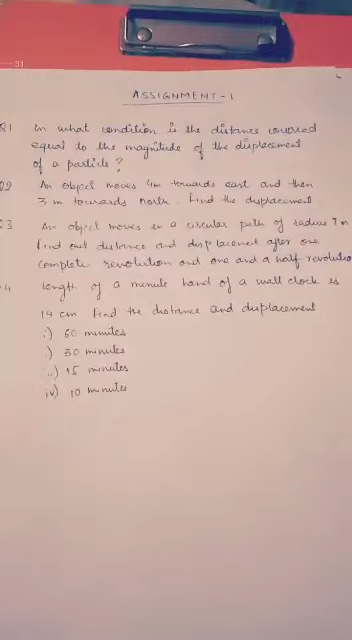 31
ASSIGNMENT-1
Q1 In what condition is the distance covered
equal to the magnitude of the displacement
of a particle?
Q2 An object moves 4m towards east and then
3 m towards north. Find the displacement.
Q3 An object moves in a circular path of radius 7m
find out distance and displacement after one
complete revolution and one and a half revolution
4 length of a minute hand of a wall clock is
14 cm find the distance and displacement
i) 60 minutes
) 30 minutes
ii) 15 minutes
iv) 10 minutes